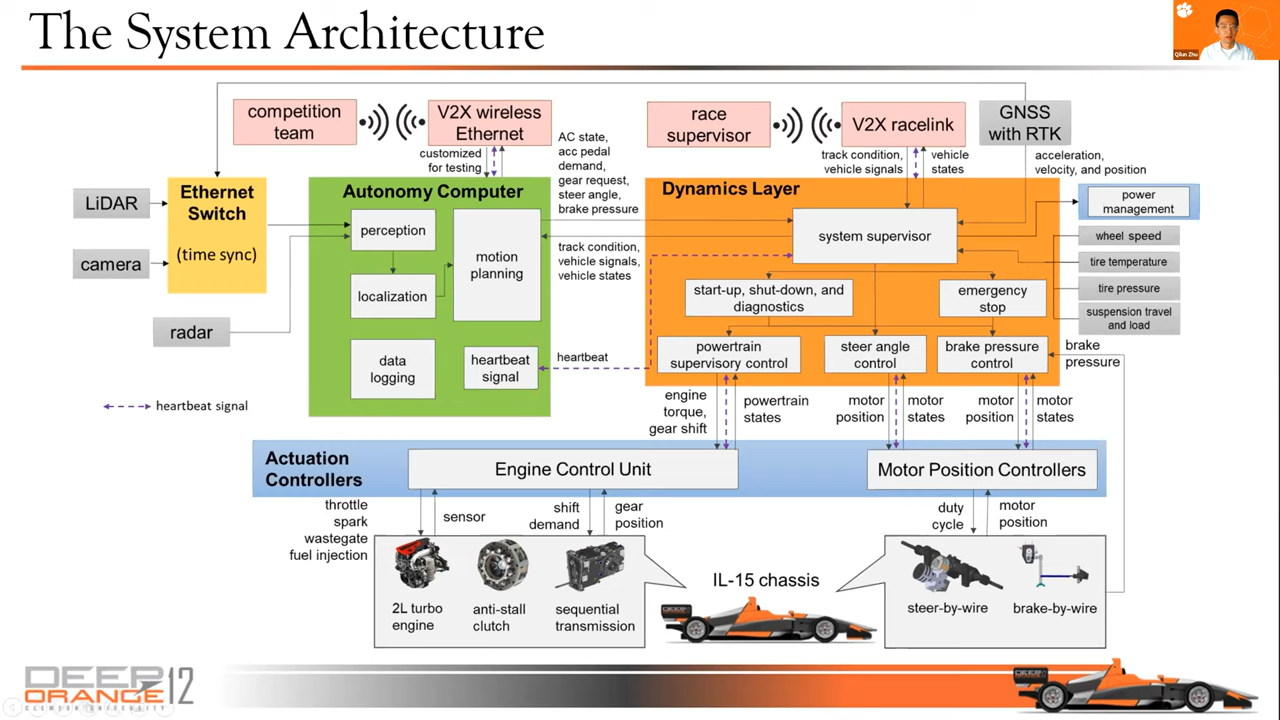 The System Architecture
Qilun Zhu
competition
team
V2X wireless
Ethernet
race
supervisor
V2X racelink
GNSS
with RTK
customized
for testing
AC state,
acc pedal
demand,
gear request,
steer angle,
brake pressure
track condition,
vehicle signals
vehicle
states
acceleration,
velocity, and position
LiDAR
camera
radar
Ethernet
Switch
(time sync)
Autonomy Computer
perception
localization
motion
planning
data
logging
heartbeat
signal
track condition,
vehicle signals,
vehicle states
heartbeat
heartbeat signal
Dynamics Layer
system supervisor
start-up, shut-down, and
diagnostics
emergency
stop
powertrain
supervisory control
steer angle
control
brake pressure
control
power
management
wheel speed
tire temperature
tire pressure
suspension travel
and load
brake
pressure
engine
torque,
gear shift
powertrain
states
motor
position
motor
states
motor
position
motor
states
Actuation
Controllers
Engine Control Unit
Motor Position Controllers
throttle
spark
wastegate
fuel injection
sensor
shift
demand
gear
position
duty
cycle
motor
position
2L turbo
engine
anti-stall
clutch
sequential
transmission
IL-15 chassis
steer-by-wire
brake-by-wire
DEEP
ORANGE 12
CLEMSON UNIVERSITY